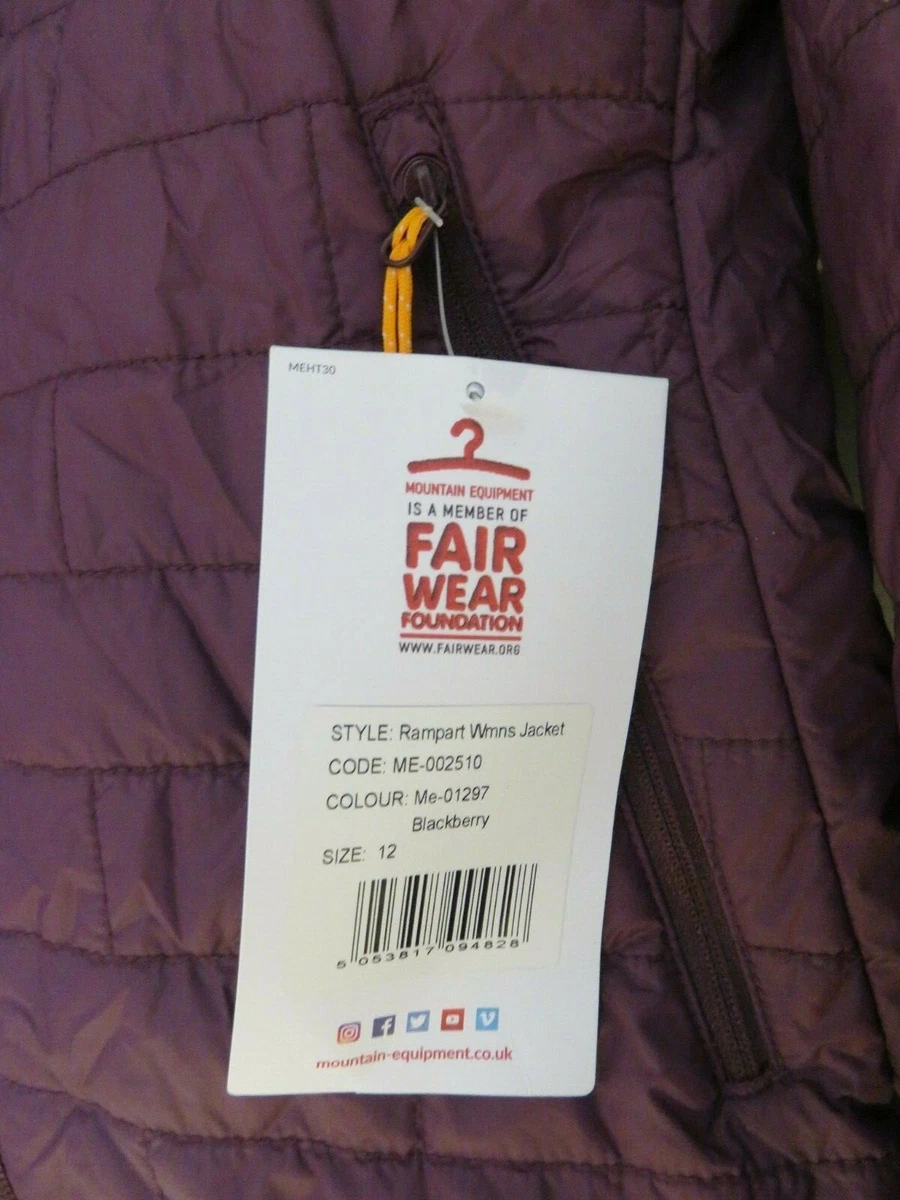 MEHT30
MOUNTAIN EQUIPMENT
IS A MEMBER OF
FAIR
WEAR
FOUNDATION
WWW.FAIRWEAR.ORG
STYLE: Rampart Wmns Jacket
CODE: ME-002510
COLOUR: Me-01297
Blackberry
SIZE: 12
5 053817 094828
mountain-equipment.co.uk